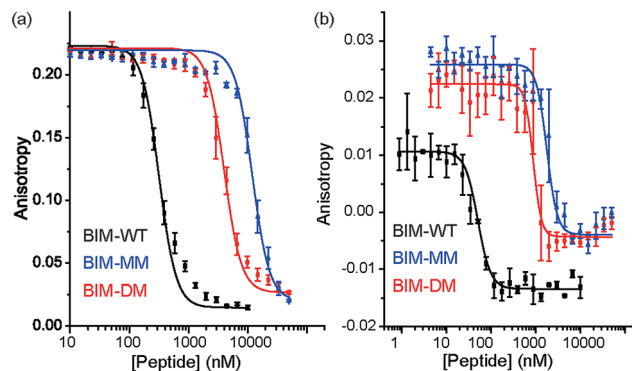 (a)
Anisotropy
0.20
0.15
0.10
0.05
0.00
BIM-WT
BIM-MM
BIM-DM
10 100 1000 10000
[Peptide] (nM)
(b)
Anisotropy
0.03
0.02
0.01
0.00
-0.01
-0.02
BIM-WT
BIM-MM
BIM-DM
1 10 100 1000 10000
[Peptide] (nM)